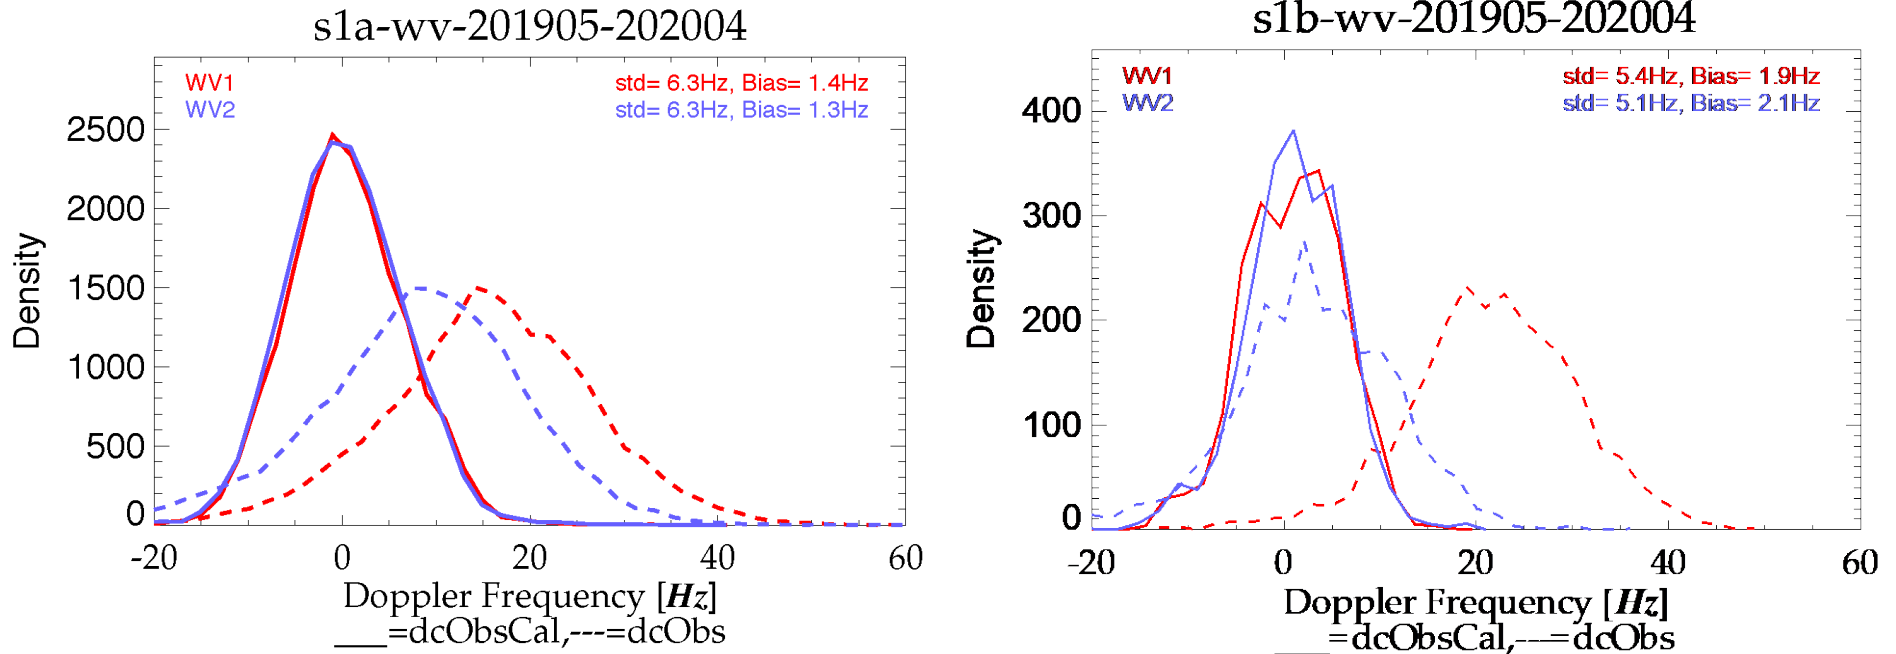 s1a-wv-201905-202004
WV1
std= 6.3Hz, Bias= 1.4Hz
WV2
std= 6.3Hz, Bias= 1.3Hz
2500
2000
1500
1000
500
0
Density
-20 0 20 40 60
Doppler Frequency [Hz]
___=dcObsCal,---=dcObs
s1b-wv-201905-202004
WV1
std= 5.4Hz, Bias= 1.9Hz
WV2
std= 5.1Hz, Bias= 2.1Hz
400
300
200
100
0
Density
-20 0 20 40 60
Doppler Frequency [Hz]
___=dcObsCal,---=dcObs